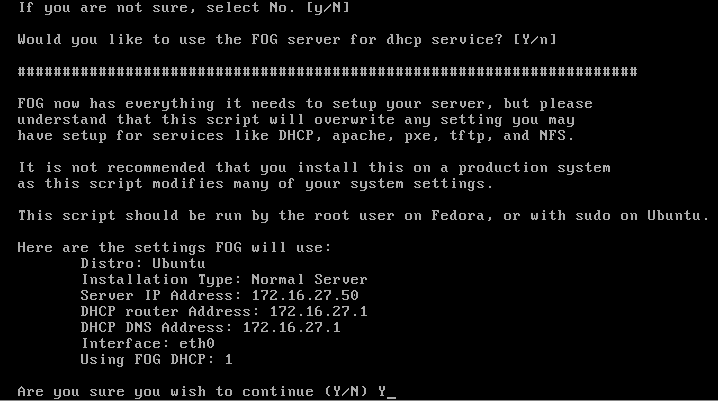 If you are not sure, select No. [y/N]
Would you like to use the FOG server for dhcp service? [Y/n]
#####################################################################
FOG now has everything it needs to setup your server, but please
understand that this script will overwrite any setting you may
have setup for services like DHCP, apache, pxe, tftp, and NFS.
It is not recommended that you install this on a production system
as this script modifies many of your system settings.
This script should be run by the root user on Fedora, or with sudo on Ubuntu.
Here are the settings FOG will use:
Distro: Ubuntu
Installation Type: Normal Server
Server IP Address: 172.16.27.50
DHCP router Address: 172.16.27.1
DHCP DNS Address: 172.16.27.1
Interface: eth0
Using FOG DHCP: 1
Are you sure you wish to continue (Y/N) Y_